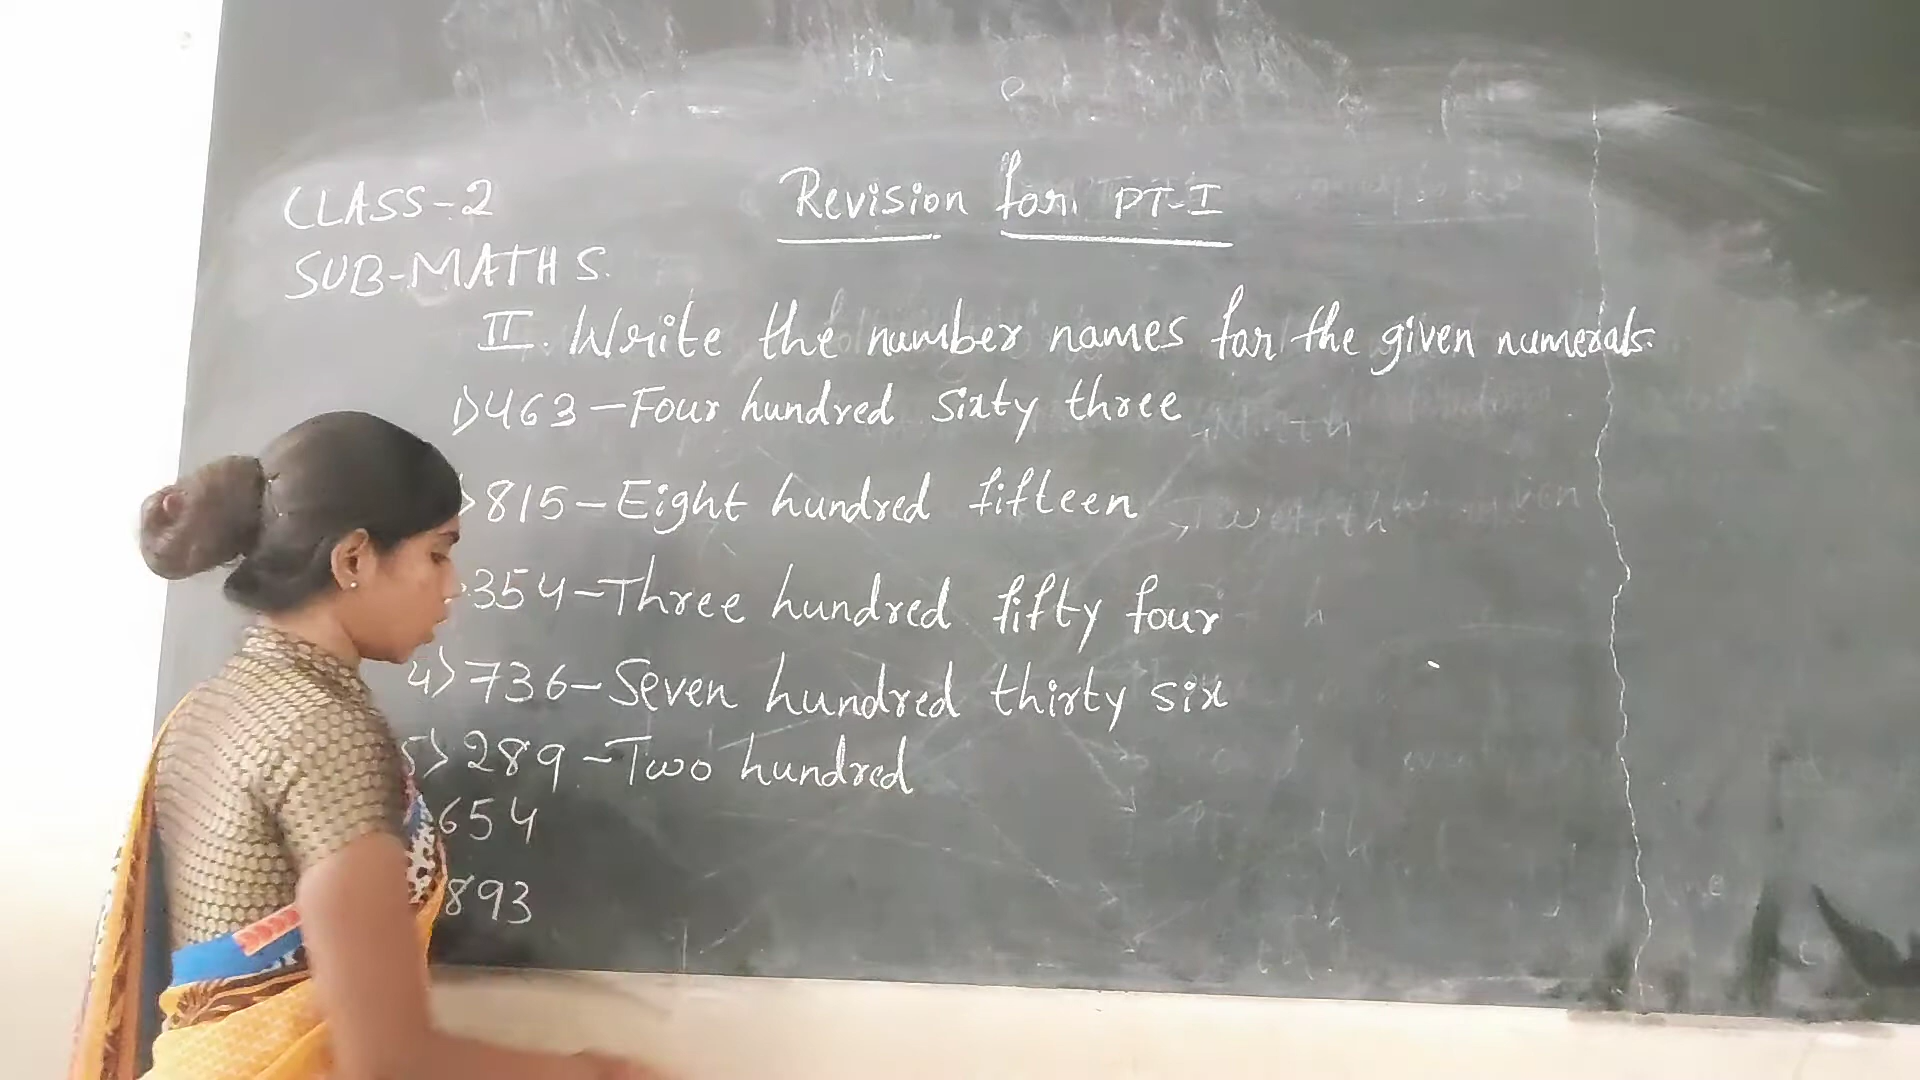 CLASS-2
Revision for PT-I
SUB-MATHS.
II. Write the number names for the given numerals.
1) 463 - Four hundred sixty three
) 815 - Eight hundred fifteen
354 - Three hundred fifty four
4) 736 - Seven hundred thirty six
5) 289 - Two hundred
654
893